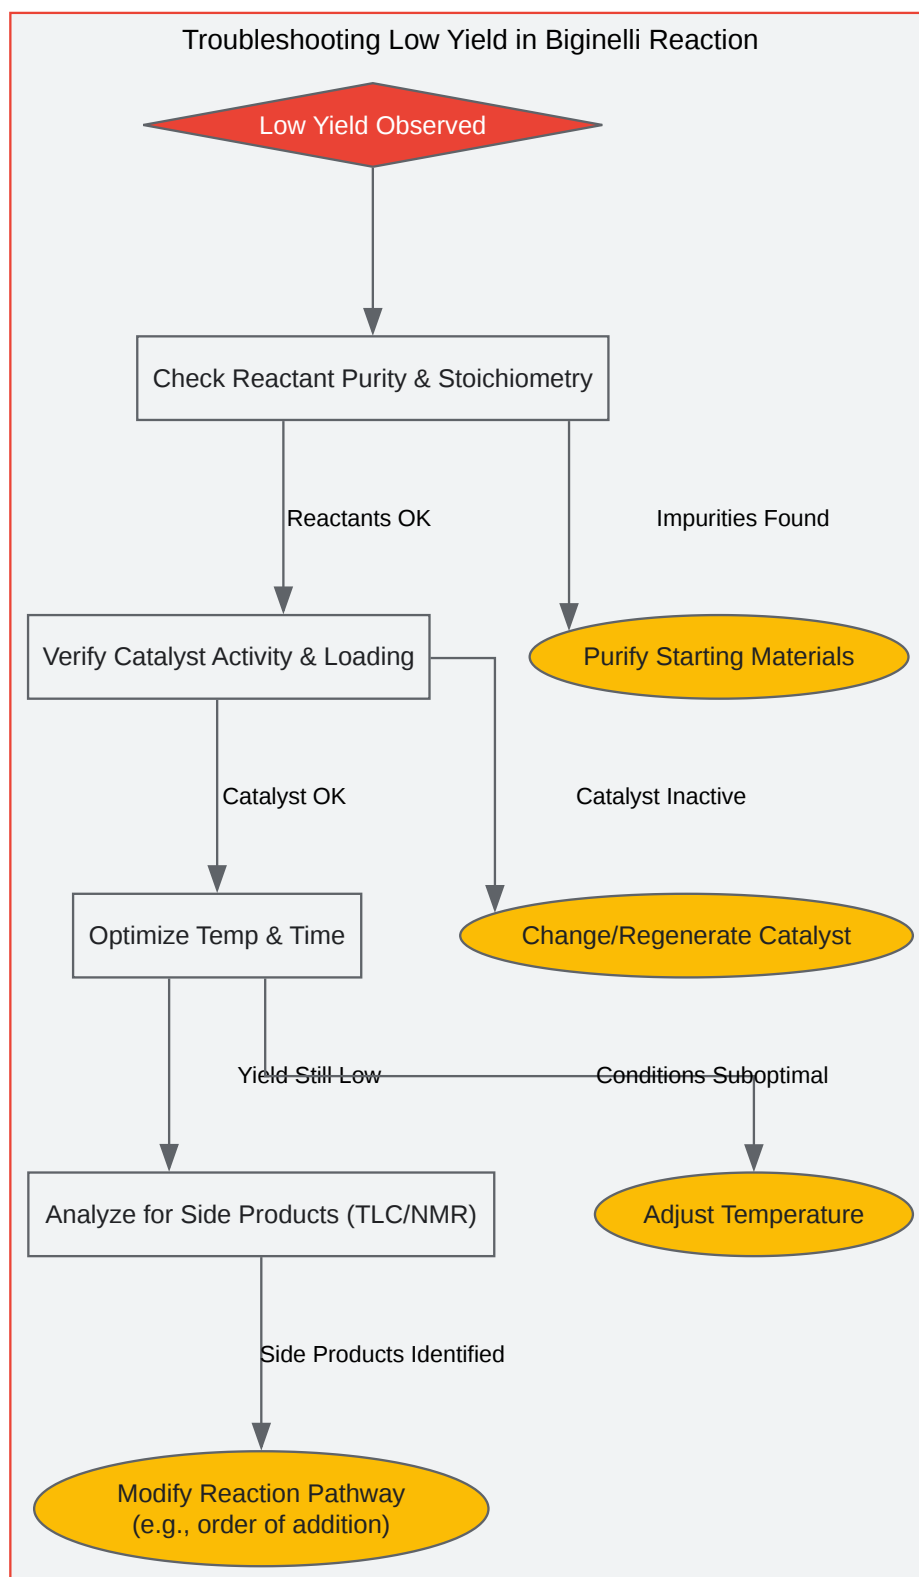 Troubleshooting Low Yield in Biginelli Reaction
Low Yield Observed
Check Reactant Purity & Stoichiometry
Reactants OK
Impurities Found
Verify Catalyst Activity & Loading
Purify Starting Materials
Catalyst OK
Catalyst Inactive
Optimize Temp & Time
Change/Regenerate Catalyst
Yield Still Low
Conditions Suboptimal
Analyze for Side Products (TLC/NMR)
Adjust Temperature
Side Products Identified
Modify Reaction Pathway
(e.g., order of addition)